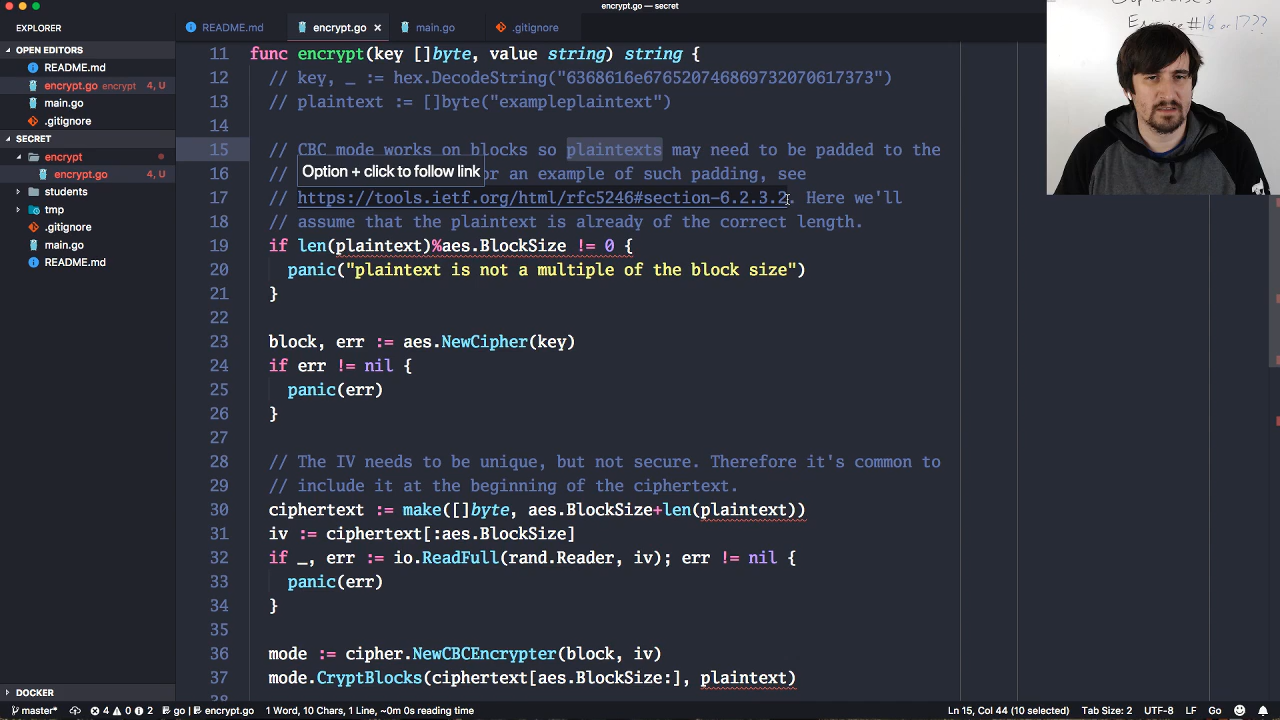 encrypt.go — secret
README.md
encrypt.go ×
main.go
.gitignore
EXPLORER
OPEN EDITORS
README.md
encrypt.go encrypt 4, U
main.go
.gitignore
SECRET
encrypt
encrypt.go 4, U
students
tmp
.gitignore
main.go
README.md
DOCKER
11 func encrypt(key []byte, value string) string {
12 // key, _ := hex.DecodeString("6368616e676520746869732070617373")
13 // plaintext := []byte("exampleplaintext")
14
15 // CBC mode works on blocks so plaintexts may need to be padded to the
Option + click to follow link
16 // or an example of such padding, see
17 // https://tools.ietf.org/html/rfc5246#section-6.2.3.2. Here we'll
18 // assume that the plaintext is already of the correct length.
19 if len(plaintext)%aes.BlockSize != 0 {
20 panic("plaintext is not a multiple of the block size")
21 }
22
23 block, err := aes.NewCipher(key)
24 if err != nil {
25 panic(err)
26 }
27
28 // The IV needs to be unique, but not secure. Therefore it's common to
29 // include it at the beginning of the ciphertext.
30 ciphertext := make([]byte, aes.BlockSize+len(plaintext))
31 iv := ciphertext[:aes.BlockSize]
32 if _, err := io.ReadFull(rand.Reader, iv); err != nil {
33 panic(err)
34 }
35
36 mode := cipher.NewCBCEncrypter(block, iv)
37 mode.CryptBlocks(ciphertext[aes.BlockSize:], plaintext)
Exercise #16 or 17???
master* 4 0 2 go encrypt.go 1 Word, 10 Chars, 1 Line, ~0m 0s reading time Ln 15, Col 44 (10 selected) Tab Size: 2 UTF-8 LF Go